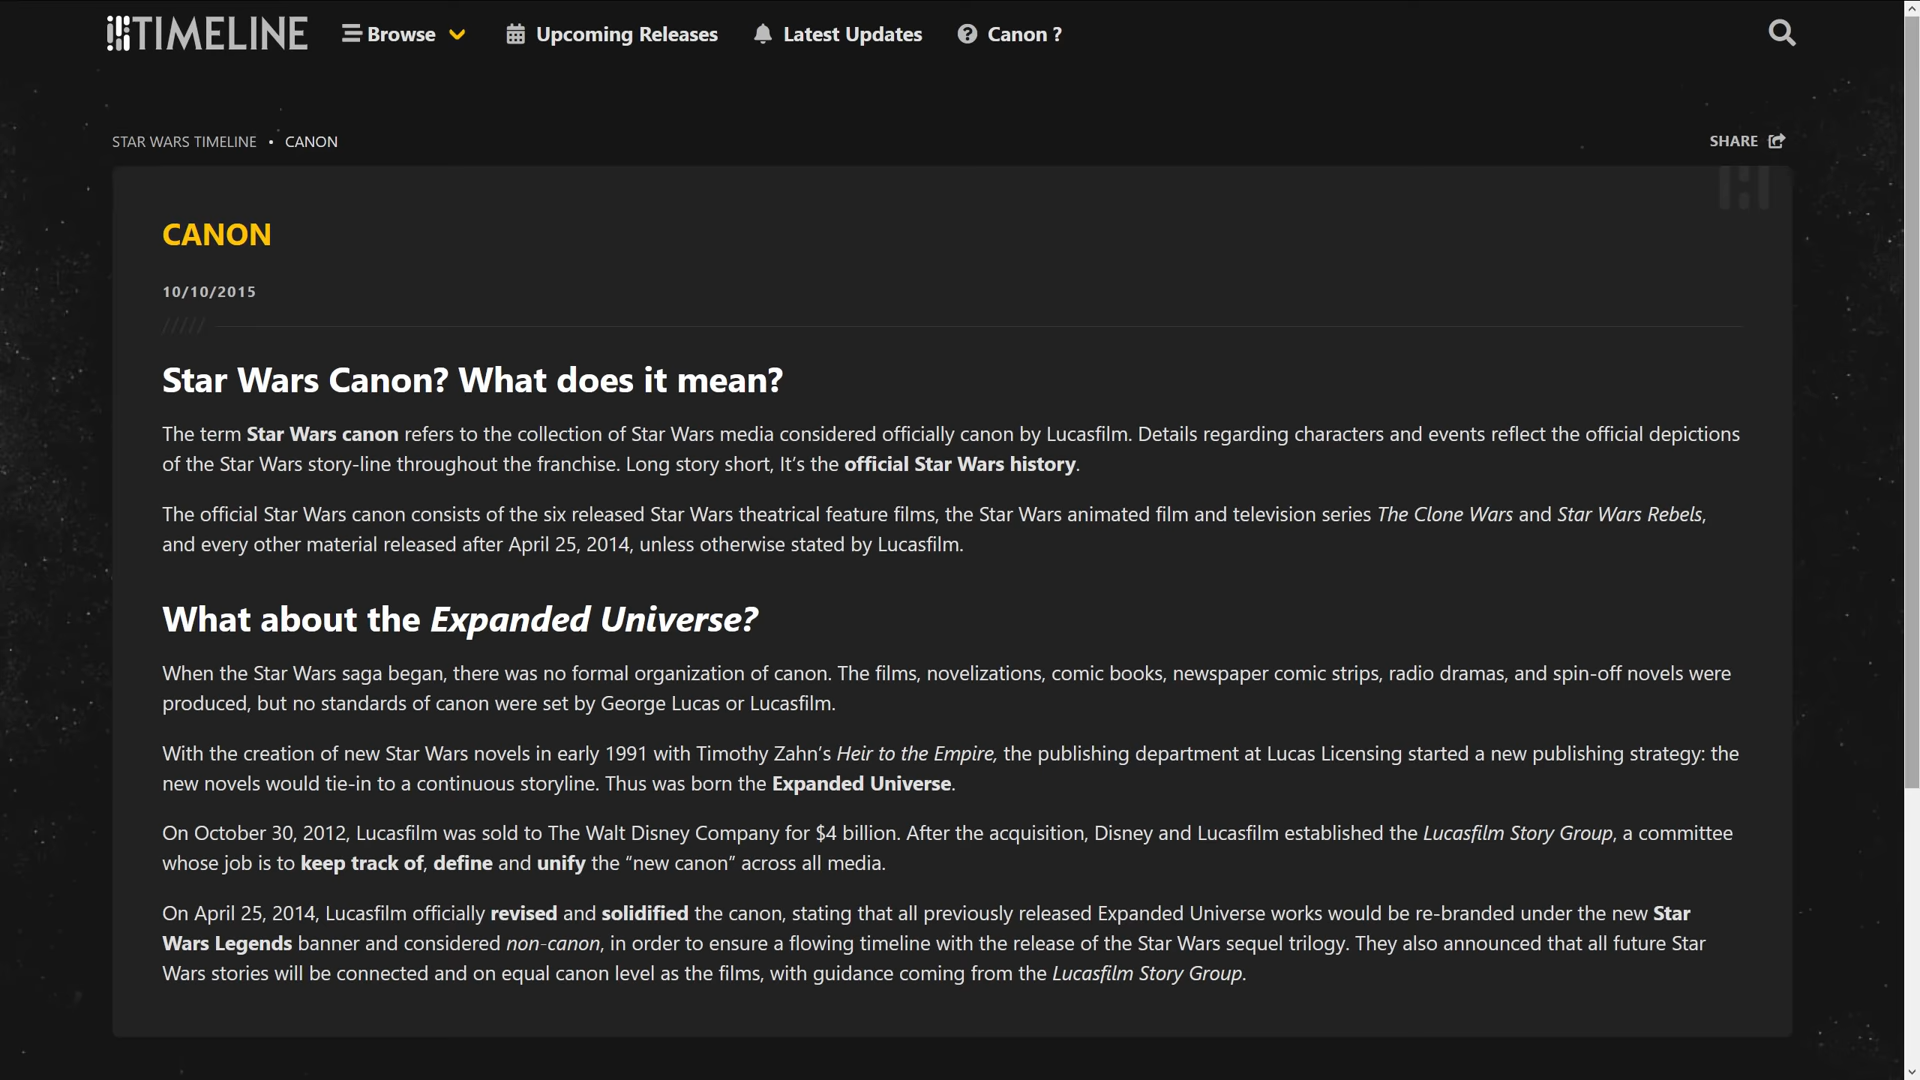 TIMELINE
Browse
Upcoming Releases
Latest Updates
Canon ?
STAR WARS TIMELINE • CANON
SHARE
CANON
10/10/2015
/////
Star Wars Canon? What does it mean?
The term Star Wars canon refers to the collection of Star Wars media considered officially canon by Lucasfilm. Details regarding characters and events reflect the official depictions
of the Star Wars story-line throughout the franchise. Long story short, It’s the official Star Wars history.
The official Star Wars canon consists of the six released Star Wars theatrical feature films, the Star Wars animated film and television series The Clone Wars and Star Wars Rebels,
and every other material released after April 25, 2014, unless otherwise stated by Lucasfilm.
What about the Expanded Universe?
When the Star Wars saga began, there was no formal organization of canon. The films, novelizations, comic books, newspaper comic strips, radio dramas, and spin-off novels were
produced, but no standards of canon were set by George Lucas or Lucasfilm.
With the creation of new Star Wars novels in early 1991 with Timothy Zahn’s Heir to the Empire, the publishing department at Lucas Licensing started a new publishing strategy: the
new novels would tie-in to a continuous storyline. Thus was born the Expanded Universe.
On October 30, 2012, Lucasfilm was sold to The Walt Disney Company for $4 billion. After the acquisition, Disney and Lucasfilm established the Lucasfilm Story Group, a committee
whose job is to keep track of, define and unify the “new canon” across all media.
On April 25, 2014, Lucasfilm officially revised and solidified the canon, stating that all previously released Expanded Universe works would be re-branded under the new Star
Wars Legends banner and considered non-canon, in order to ensure a flowing timeline with the release of the Star Wars sequel trilogy. They also announced that all future Star
Wars stories will be connected and on equal canon level as the films, with guidance coming from the Lucasfilm Story Group.